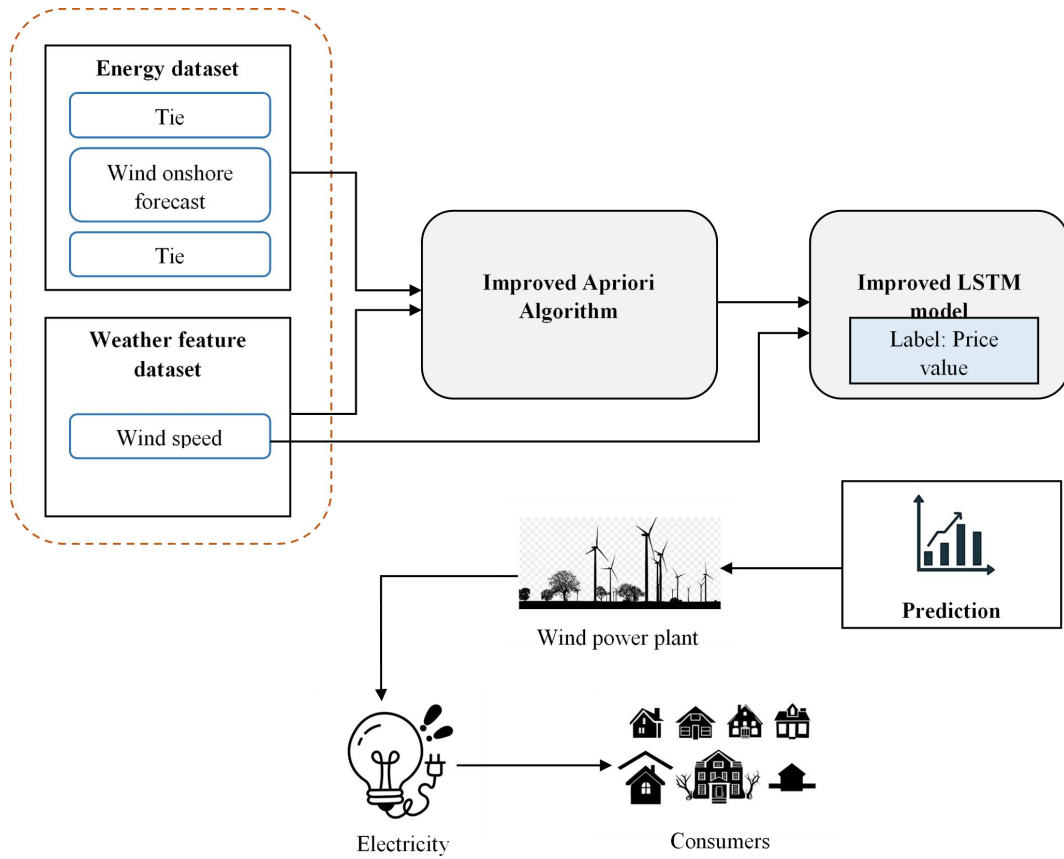 Energy dataset
Tie
Wind onshore
forecast
Tie
Weather feature
dataset
Wind speed
Improved Apriori
Algorithm
Improved LSTM
model
Label: Price
value
Prediction
Wind power plant
Electricity
Consumers